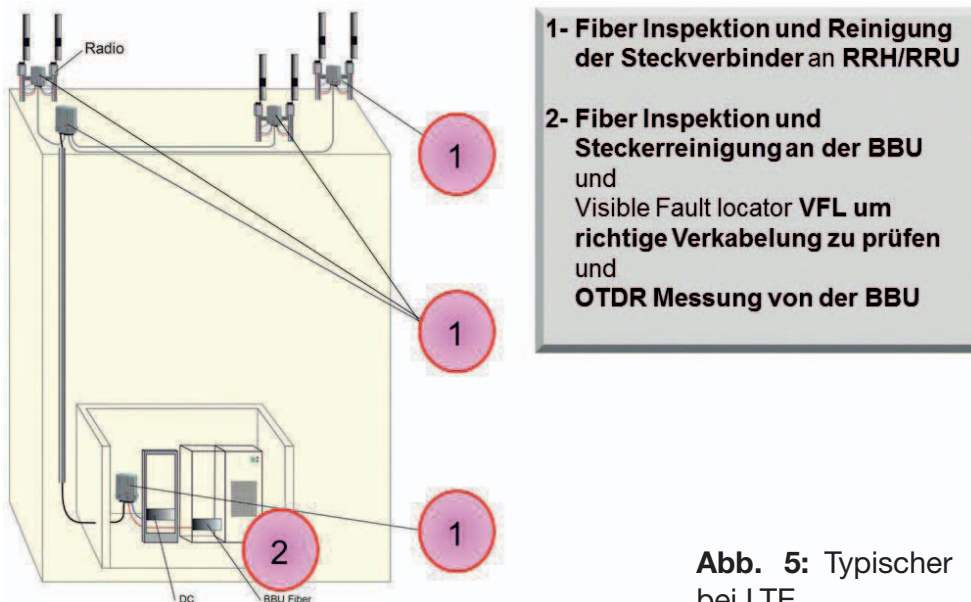 Radio
1
1
1
2
DC
BBU Fiber
1- Fiber Inspektion und Reinigung
der Steckverbinder an RRH/RRU
2- Fiber Inspektion und
Steckerreinigung an der BBU
und
Visible Fault locator VFL um
richtige Verkabelung zu prüfen
und
OTDR Messung von der BBU
Abb. 5: Typischer
bei LTE